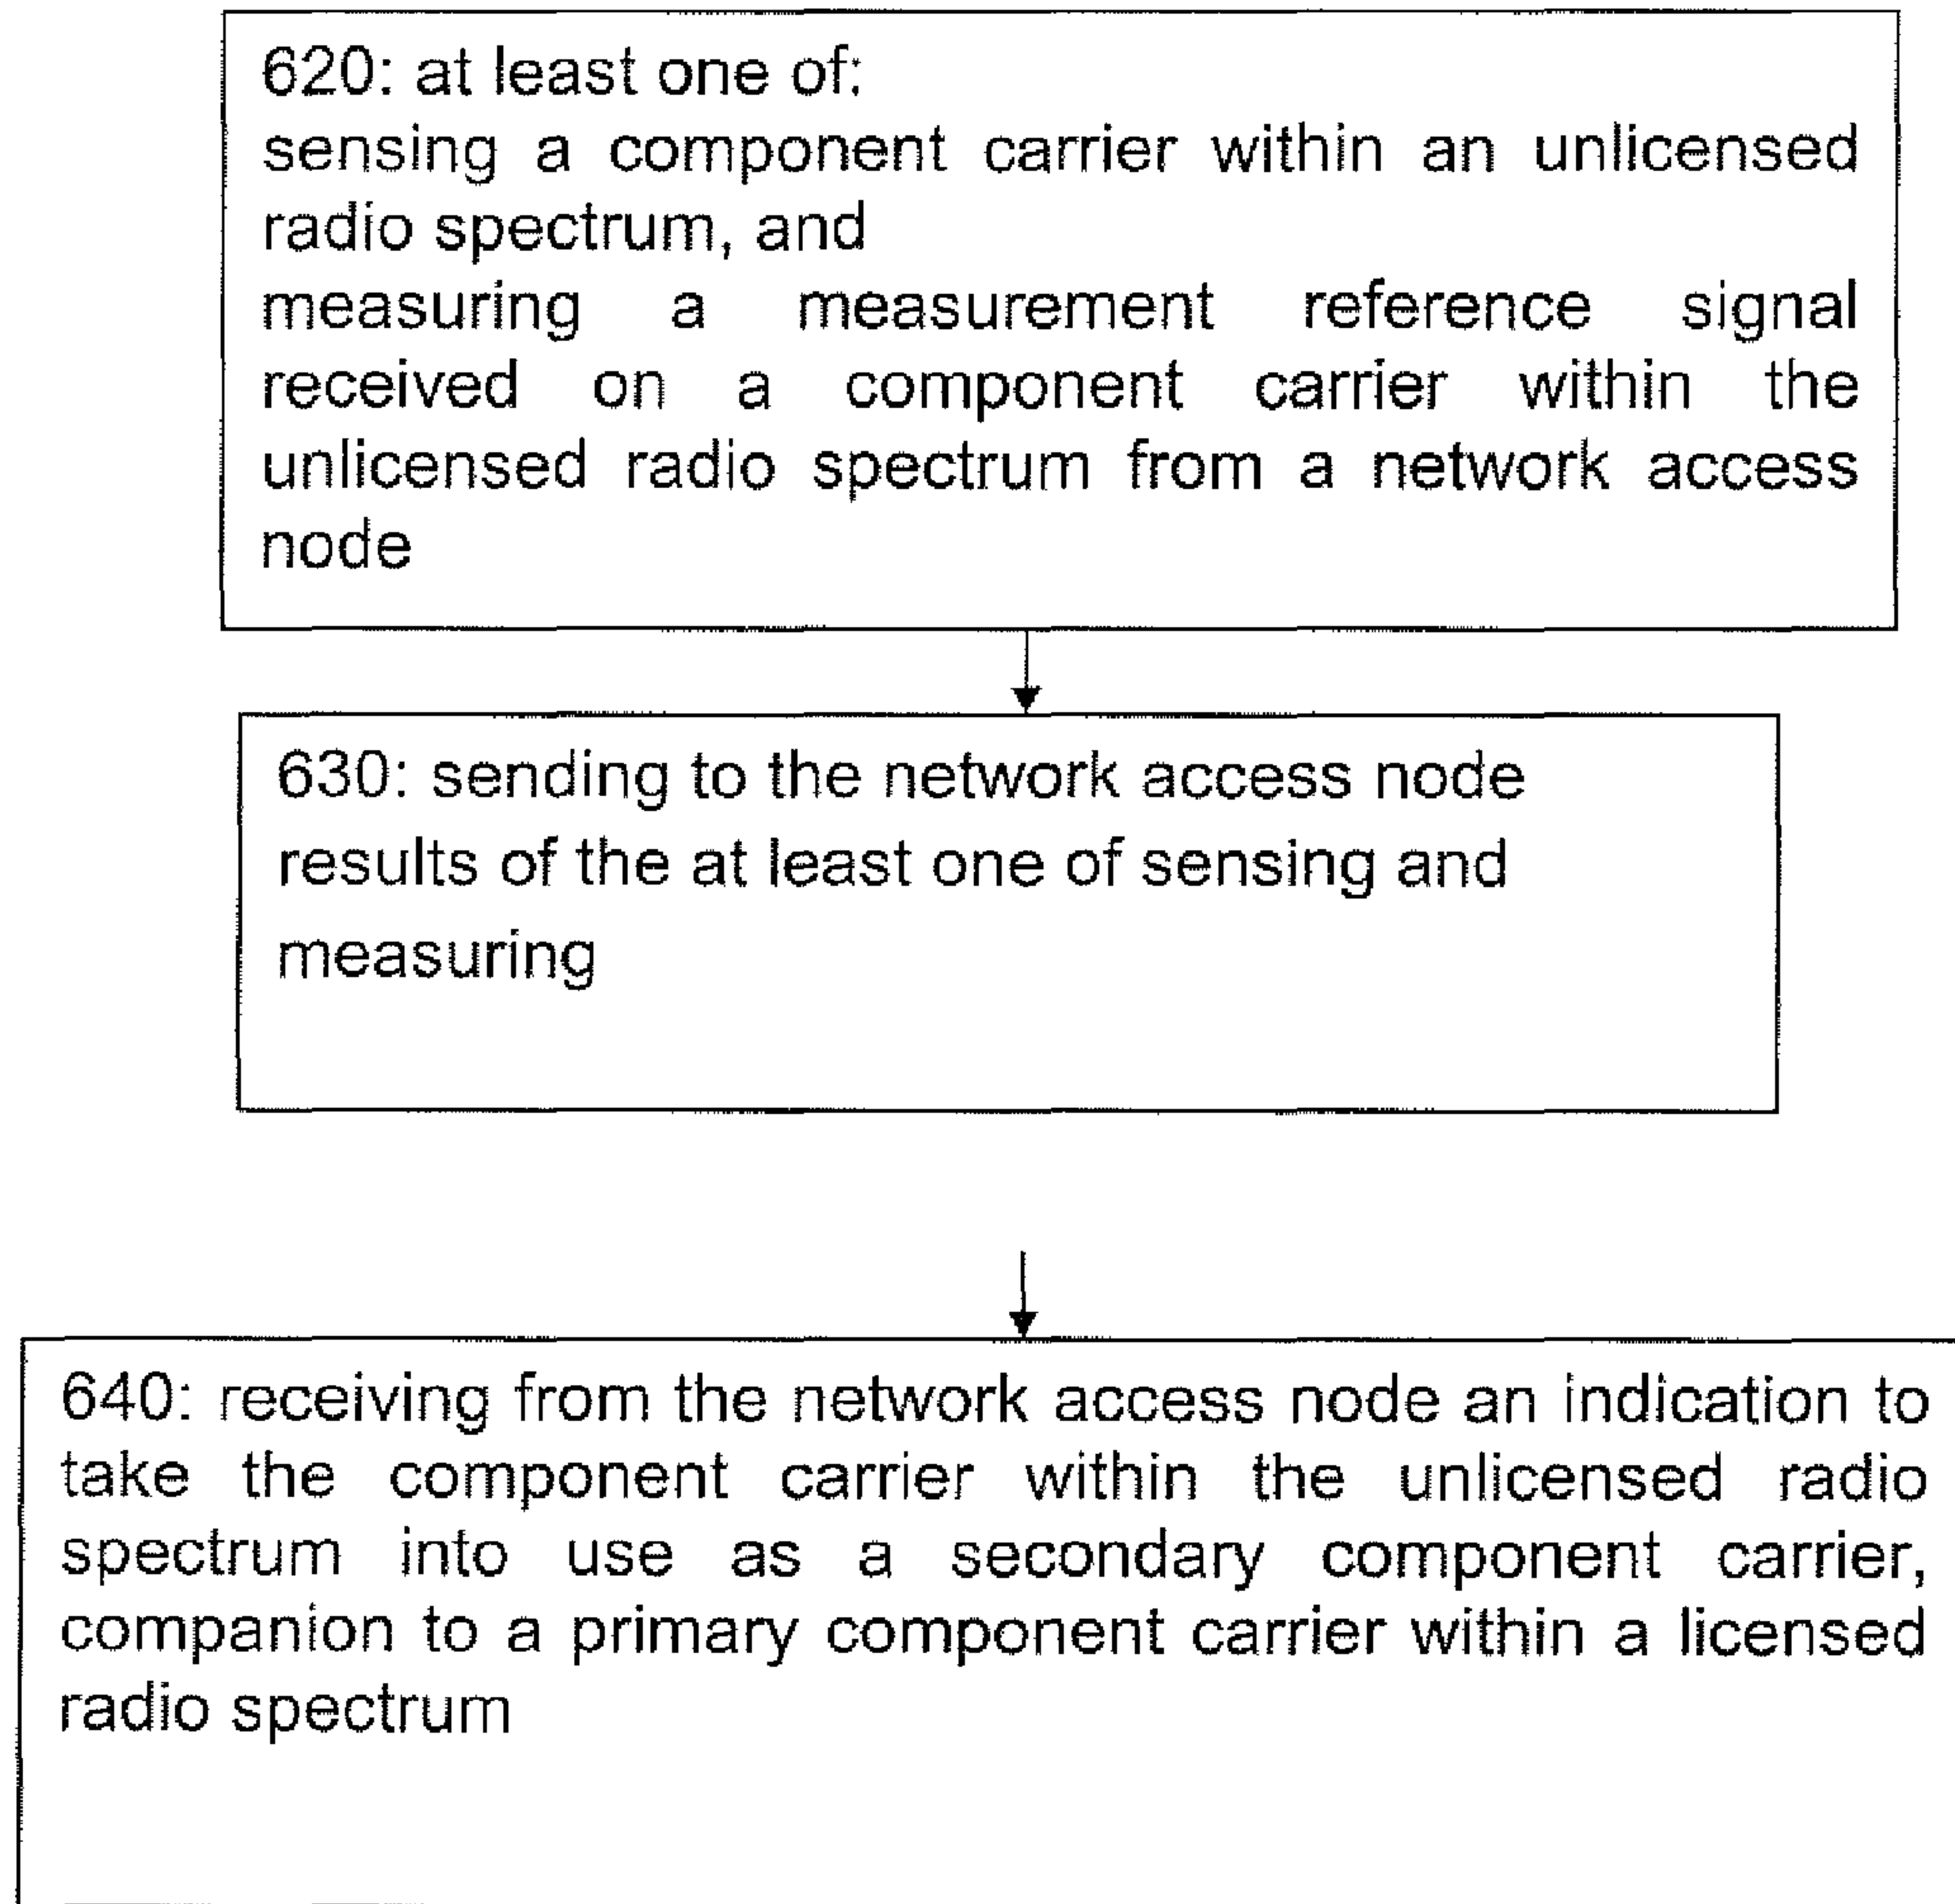 620: at least one of:
sensing a component carrier within an unlicensed
radio spectrum, and
measuring a measurement reference signal
received on a component carrier within the
unlicensed radio spectrum from a network access
node
630: sending to the network access node
results of the at least one of sensing and
measuring
640: receiving from the network access node an indication to
take the component carrier within the unlicensed radio
spectrum into use as a secondary component carrier,
companion to a primary component carrier within a licensed
radio spectrum